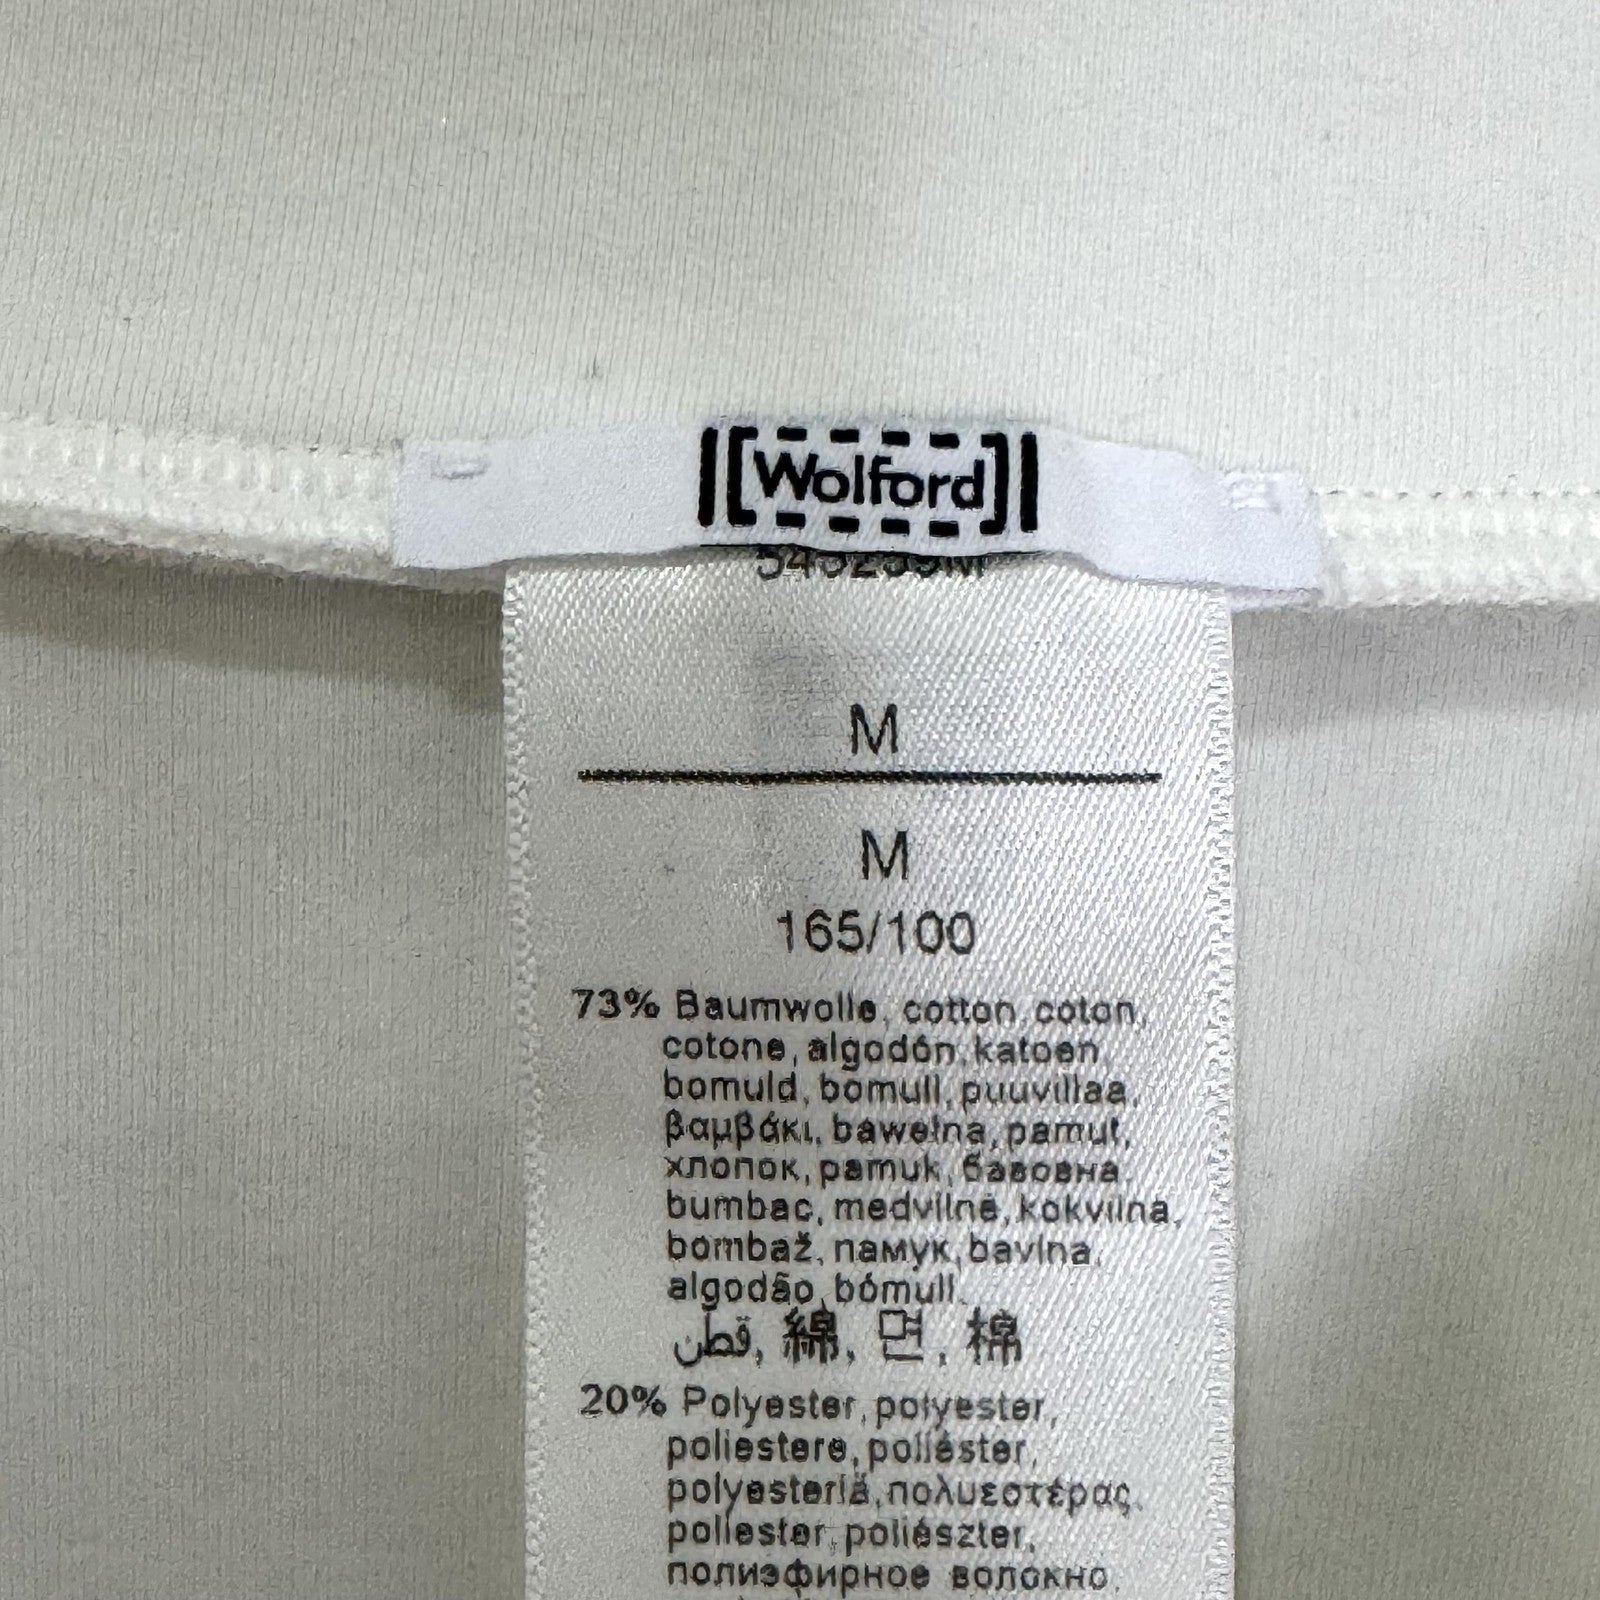 Wolford
M
M
165/100
73% Baumwolle, cotton, coton,
cotone, algodón, katoen,
bomuld, bomull, puuvillaa,
βαμβάκι, bawełna, pamut,
хлопок, pamuk, бавовна
bumbac, medvilnė, kokvilna,
bombaž, памук, bavlna,
algodão, bómull,
قطن, 綿, 면, 棉
20% Polyester, polyester,
poliestere, poliéster,
polyesteriä, πολυεστέρας,
poliester, poliészter,
полиэфирное волокно,